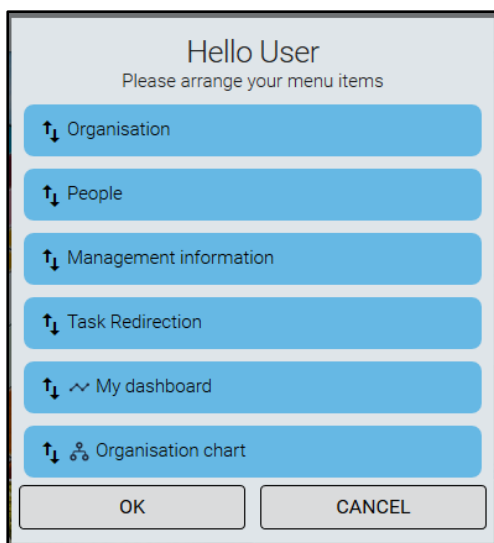 Hello User
Please arrange your menu items
Organisation
People
Management information
Task Redirection
My dashboard
Organisation chart
OK
CANCEL